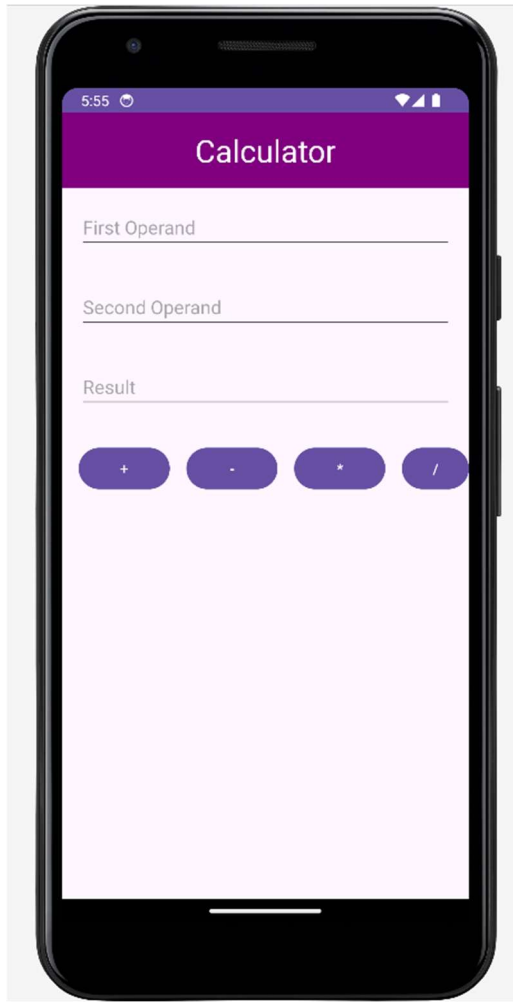 5:55
Calculator
First Operand
Second Operand
Result
+ - * /